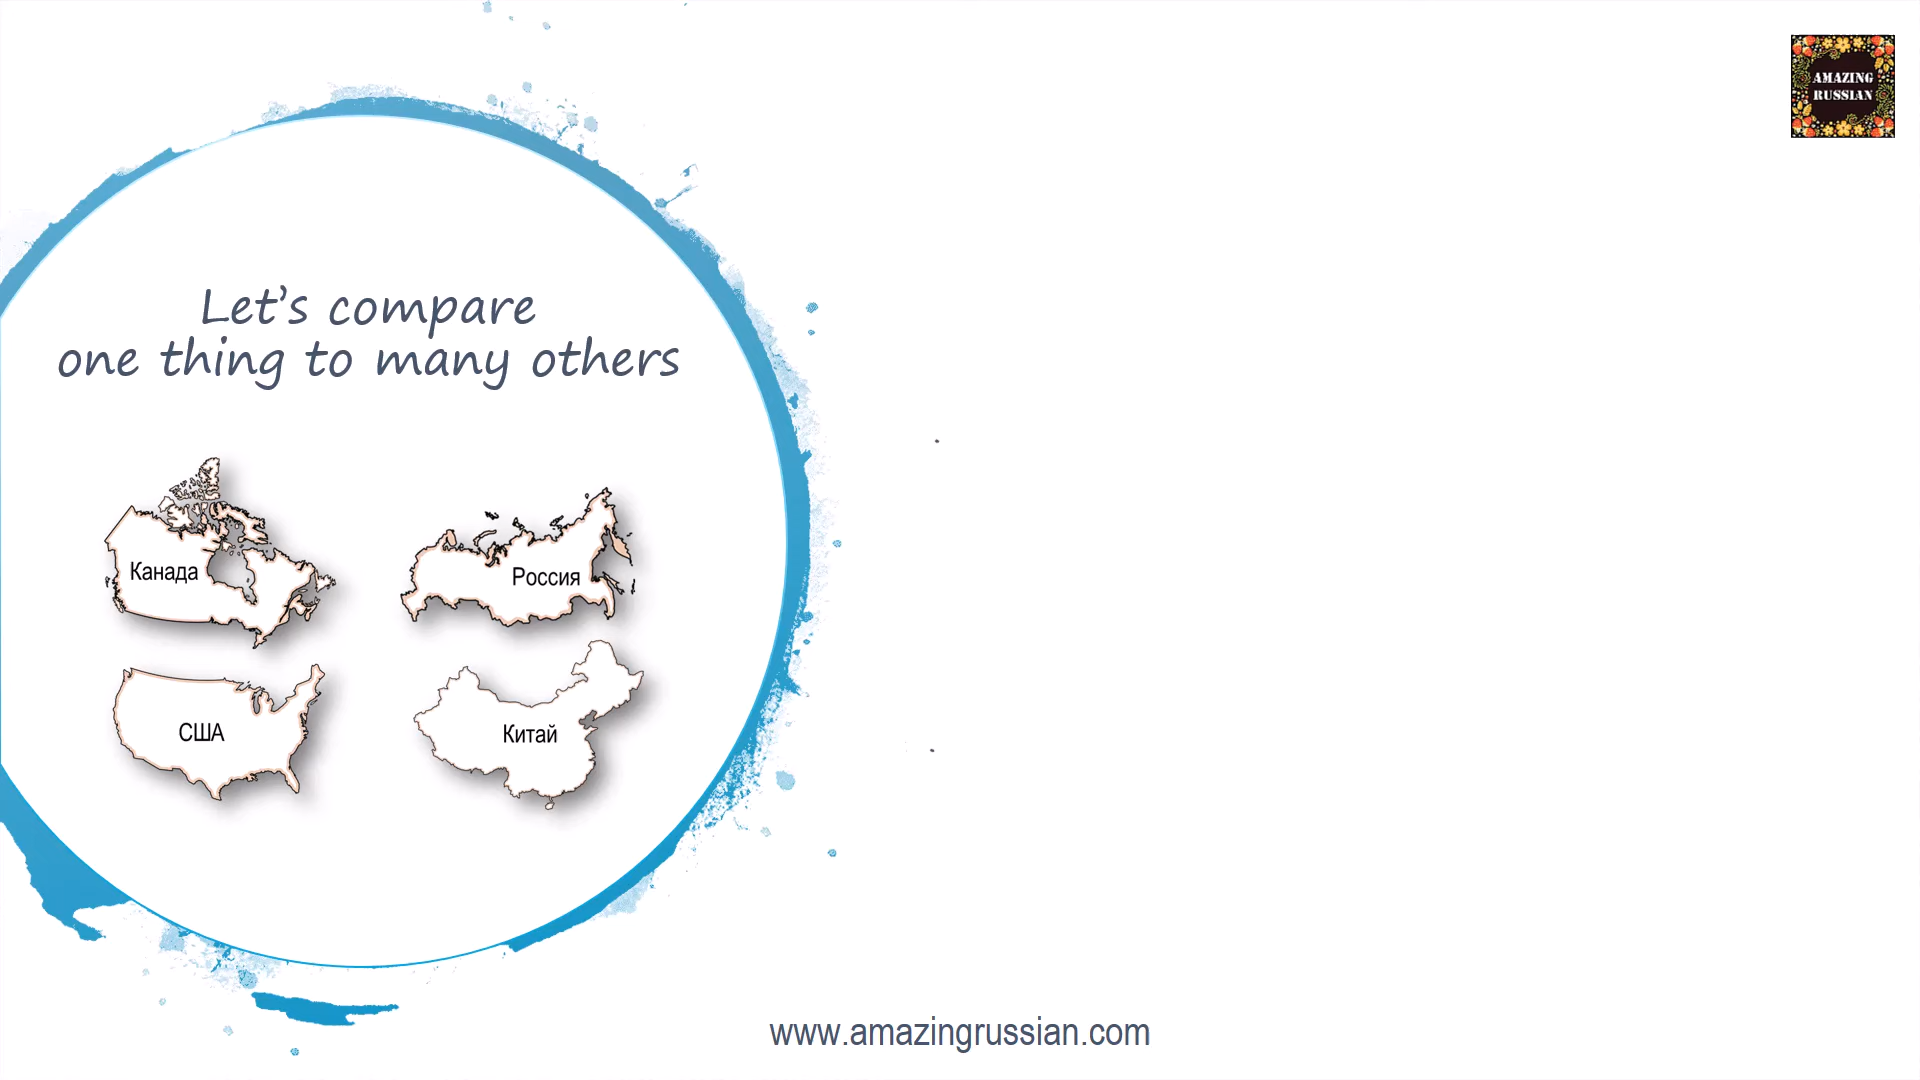 AMAZING
RUSSIAN
Let's compare
one thing to many others
Канада
Россия
США
Китай
www.amazingrussian.com